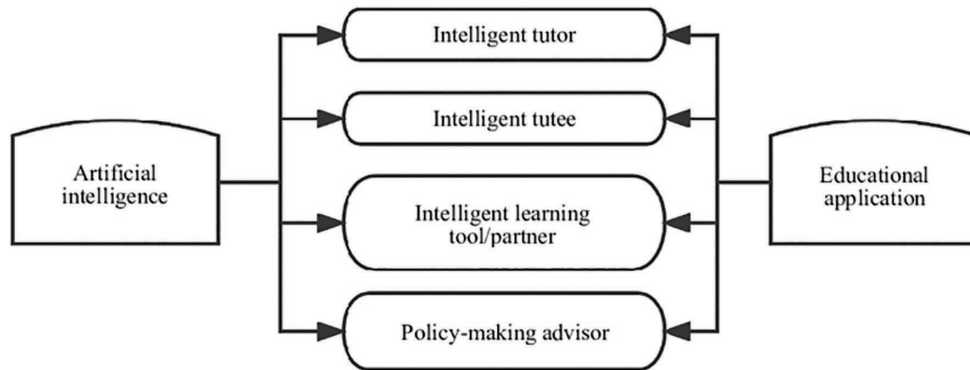 Intelligent tutor
Intelligent tutee
Artificial
intelligence
Educational
application
Intelligent learning
tool/partner
Policy-making advisor